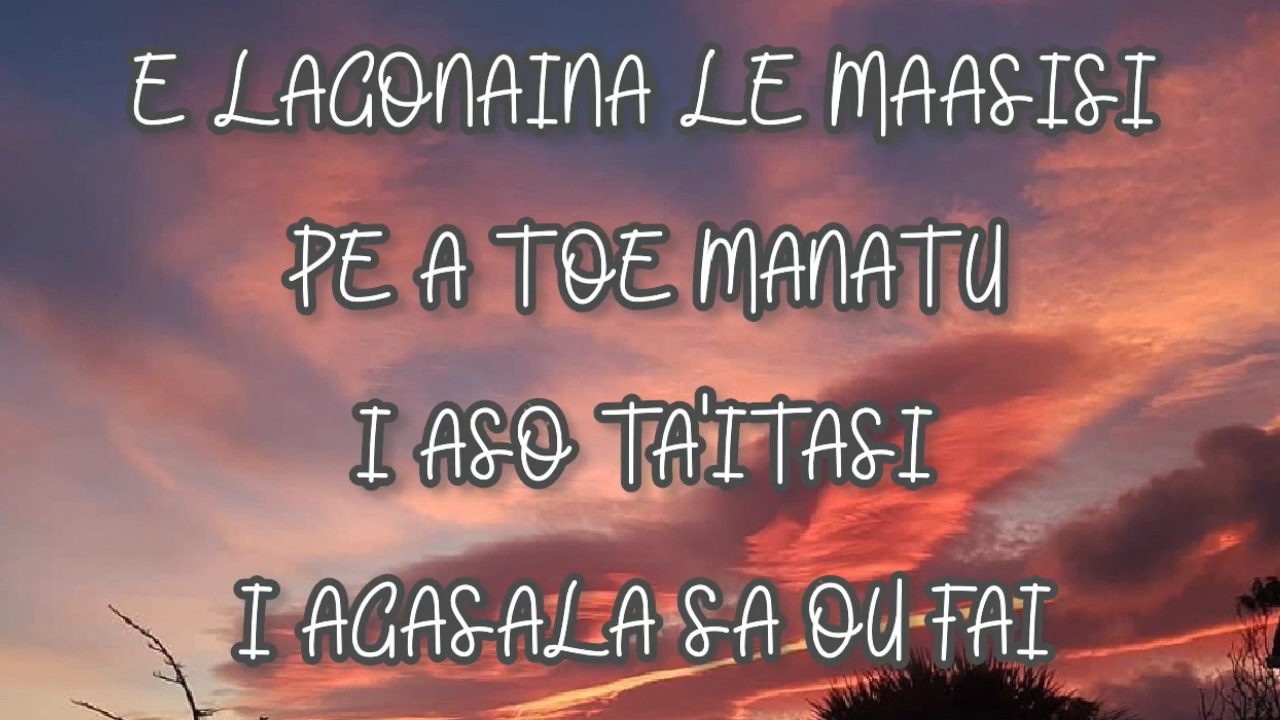 E LAGONAINA LE MAASISI
PE A TOE MANATU
I ASO TA'ITASI
I AGASALA SA OU FAI